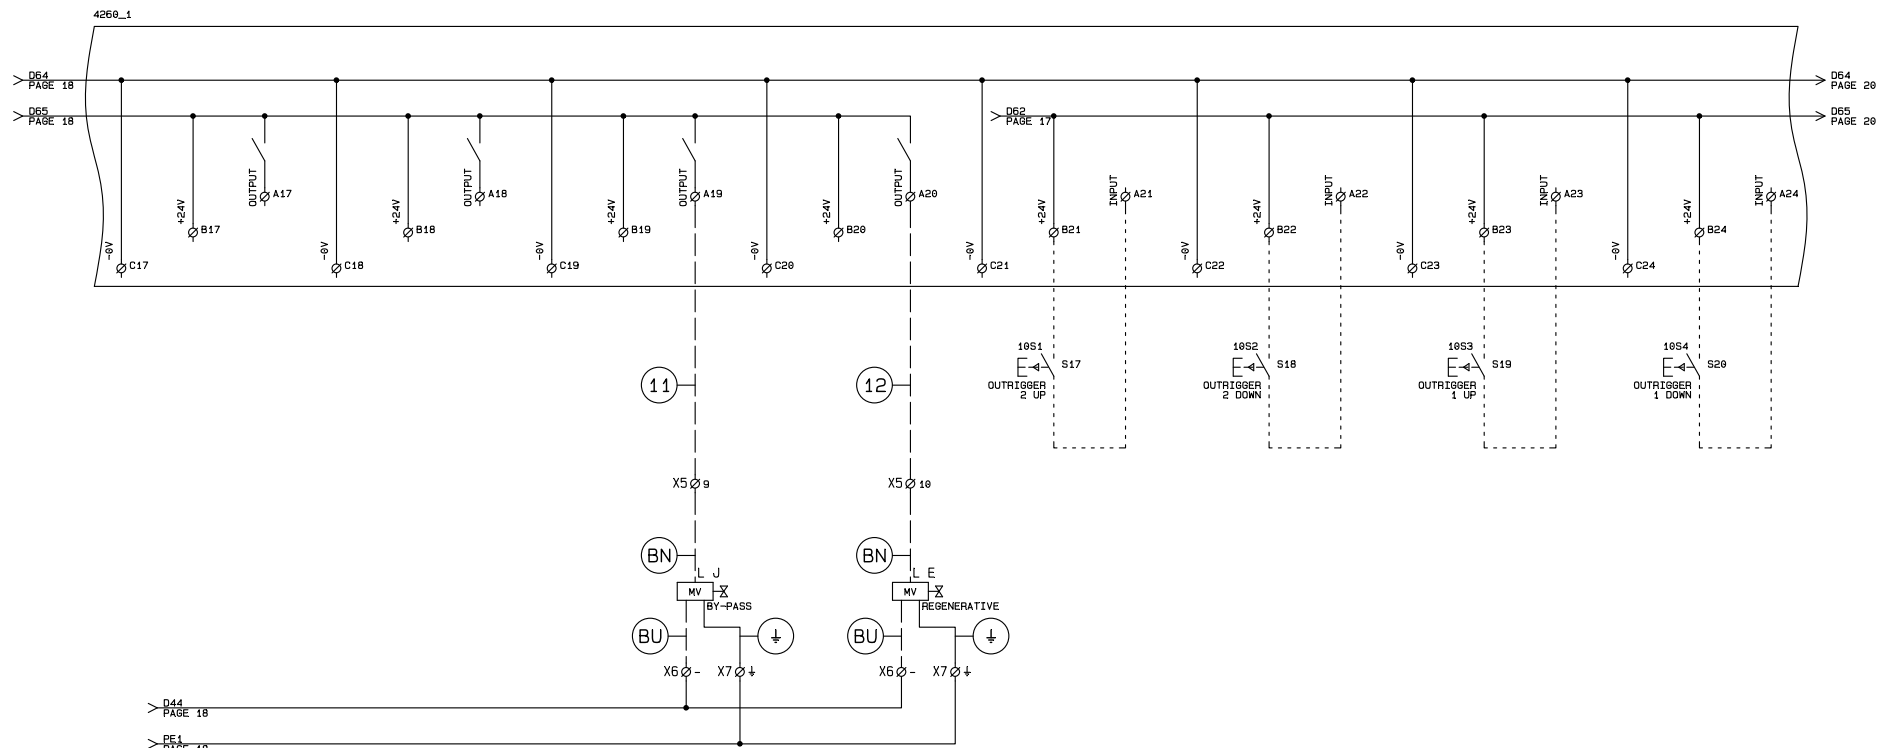 4260_1
D64
PAGE 18
D64
PAGE 20
D65
PAGE 18
D62
PAGE 17
D65
PAGE 20
OUTPUT
A17
OUTPUT
A18
OUTPUT
A19
OUTPUT
A20
INPUT
A21
INPUT
A22
INPUT
A23
INPUT
A24
+24V
B17
+24V
B18
+24V
B19
+24V
B20
+24V
B21
+24V
B22
+24V
B23
+24V
B24
-0V
C17
-0V
C18
-0V
C19
-0V
C20
-0V
C21
-0V
C22
-0V
C23
-0V
C24
10S1
S17
OUTRIGGER
2 UP
10S2
S18
OUTRIGGER
2 DOWN
10S3
S19
OUTRIGGER
1 UP
10S4
S20
OUTRIGGER
1 DOWN
11
12
X5 9
X5 10
BN
BN
L J
L E
MV
MV
BY-PASS
REGENERATIVE
BU
BU
X6 -
X7
X6 -
X7
D44
PAGE 18
PE1
PAGE 18